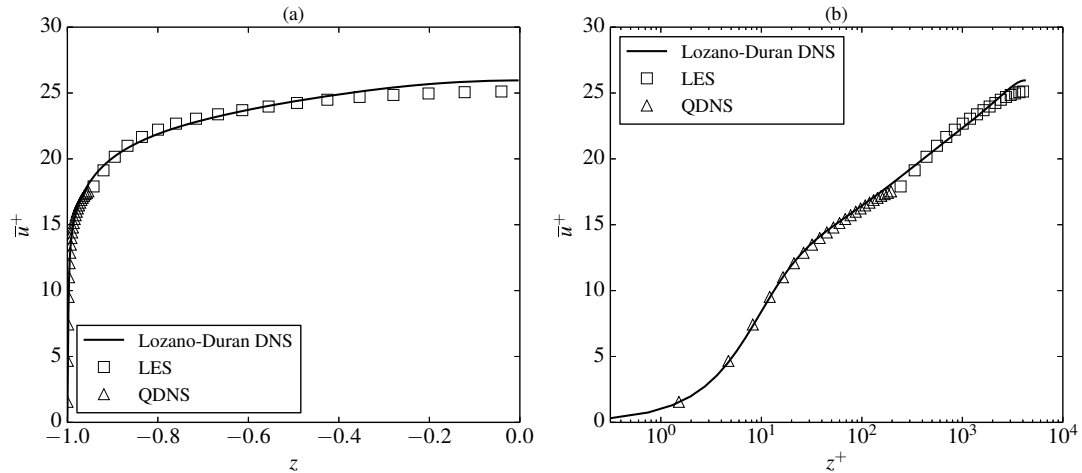 (a)
30
25
20
15
10
5
0
u̅⁺
Lozano-Duran DNS
LES
QDNS
−1.0 −0.8 −0.6 −0.4 −0.2 0.0
z
(b)
30
25
20
15
10
5
0
u̅⁺
Lozano-Duran DNS
LES
QDNS
10⁰ 10¹ 10² 10³ 10⁴
z⁺